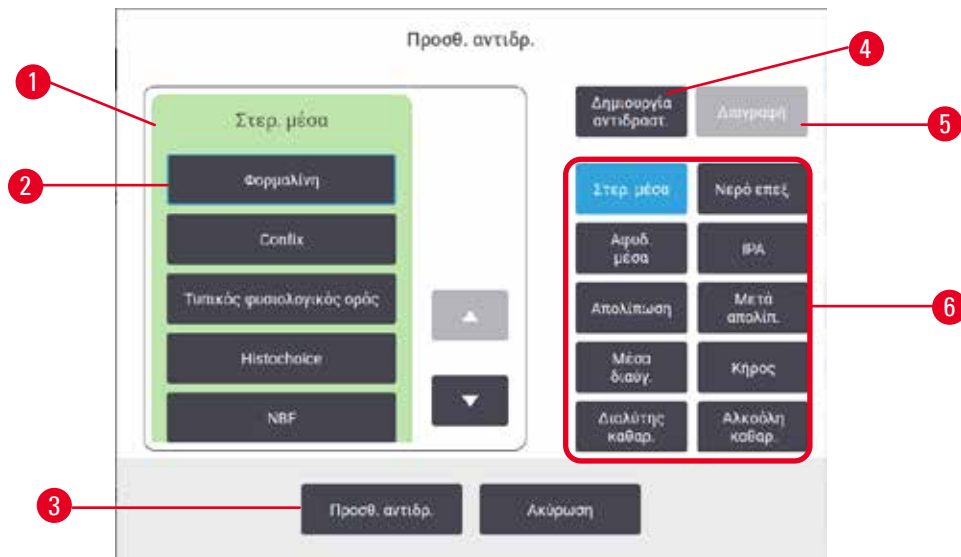 Προσθ. αντιδρ.
1
Στερ. μέσα
2
Φορμαλίνη
Confix
Τυπικός φυσιολογικός ορός
Histochoice
NBF
4
Δημιουργία
αντιδραστ.
Διαγραφή
5
Στερ. μέσα
Νερό επεξ.
Αφυδ.
μέσα
IPA
Απολίπωση
Μετά
απολίπ.
6
Μέσα
διαύγ.
Κήρος
Διαλύτης
καθαρ.
Αλκοόλη
καθαρ.
3
Προσθ. αντιδρ.
Ακύρωση